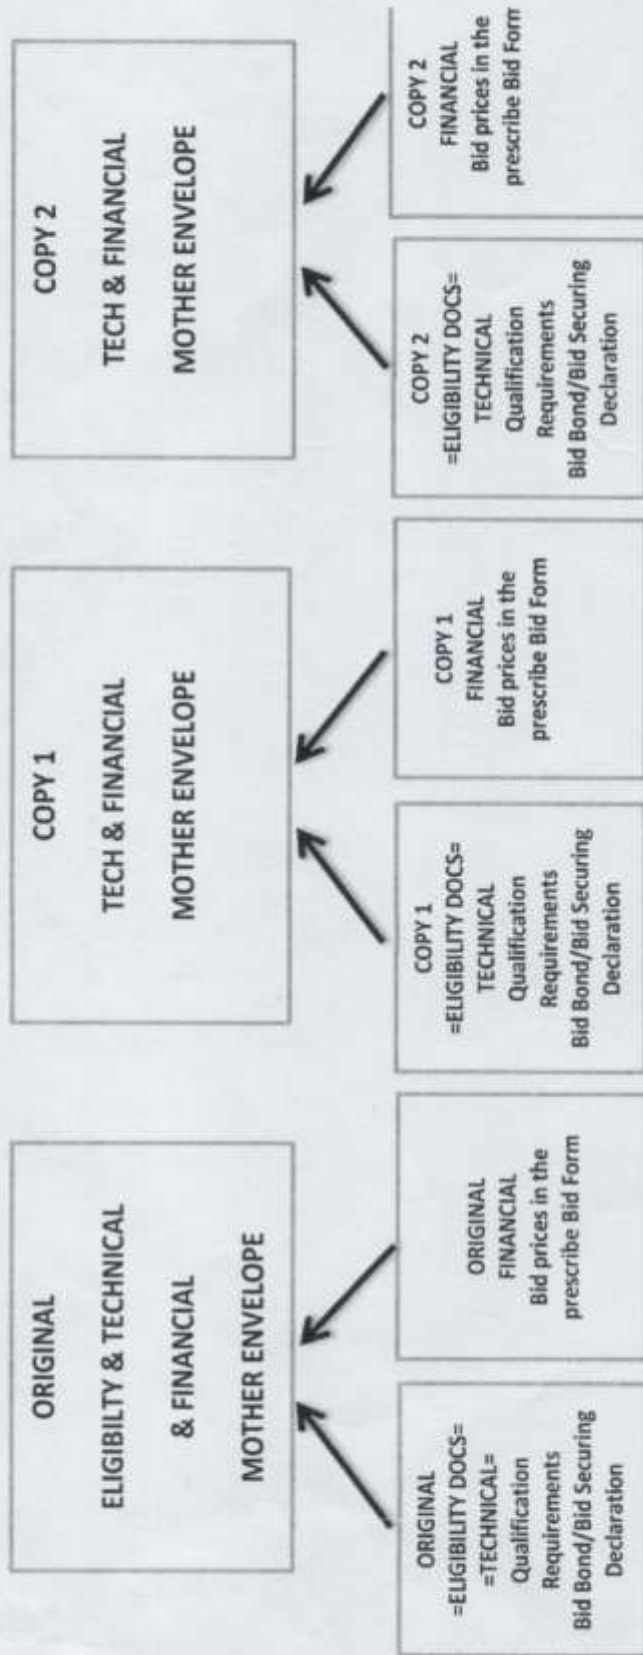 ORIGINAL
ELIGIBILTY & TECHNICAL
& FINANCIAL
MOTHER ENVELOPE
COPY 1
TECH & FINANCIAL
MOTHER ENVELOPE
COPY 2
TECH & FINANCIAL
MOTHER ENVELOPE
ORIGINAL
=ELIGIBILITY DOCS=
=TECHNICAL=
Qualification
Requirements
Bid Bond/Bid Securing
Declaration
ORIGINAL
FINANCIAL
Bid prices in the
prescribe Bid Form
COPY 1
=ELIGIBILITY DOCS=
TECHNICAL
Qualification
Requirements
Bid Bond/Bid Securing
Declaration
COPY 1
FINANCIAL
Bid prices in the
prescribe Bid Form
COPY 2
=ELIGIBILITY DOCS=
TECHNICAL
Qualification
Requirements
Bid Bond/Bid Securing
Declaration
COPY 2
FINANCIAL
Bid prices in the
prescribe Bid Form